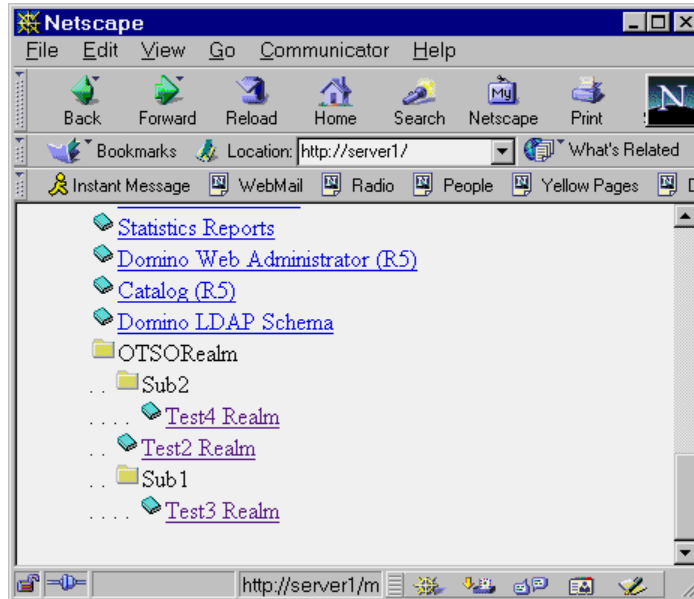 Netscape
File Edit View Go Communicator Help
Back Forward Reload Home Search Netscape Print
My
N
Bookmarks Location: http://server1/ What's Related
Instant Message WebMail Radio People Yellow Pages
Statistics Reports
Domino Web Administrator (R5)
Catalog (R5)
Domino LDAP Schema
OTSORealm
.. Sub2
.... Test4 Realm
.. Test2 Realm
.. Sub1
.... Test3 Realm
http://server1/m